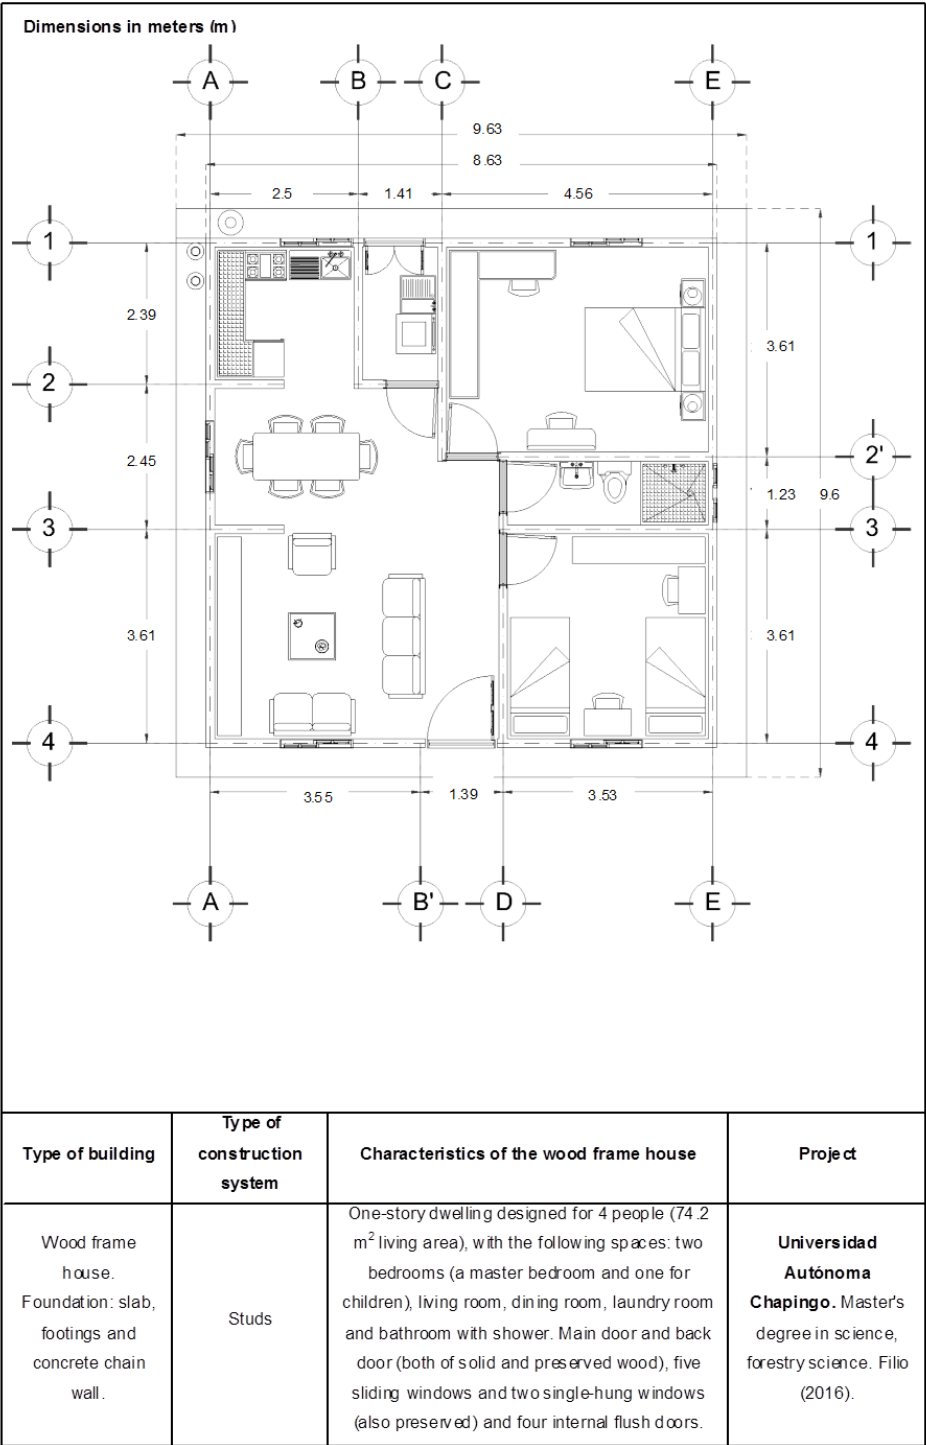 Dimensions in meters (m)
A B C E
9.63
8.63
2.5 1.41 4.56
1 1
2.39
3.61
2
2.45
2'
1.23 9.6
3 3
3.61 3.61
4 4
3.55 1.39 3.53
A B' D E
Type of building
Type of
construction
system
Characteristics of the wood frame house
Project
Wood frame
house.
Foundation: slab,
footings and
concrete chain
wall.
Studs
One-story dwelling designed for 4 people (74.2
m² living area), with the following spaces: two
bedrooms (a master bedroom and one for
children), living room, dining room, laundry room
and bathroom with shower. Main door and back
door (both of solid and preserved wood), five
sliding windows and two single-hung windows
(also preserved) and four internal flush doors.
Universidad
Autónoma
Chapingo. Master's
degree in science,
forestry science. Filio
(2016).